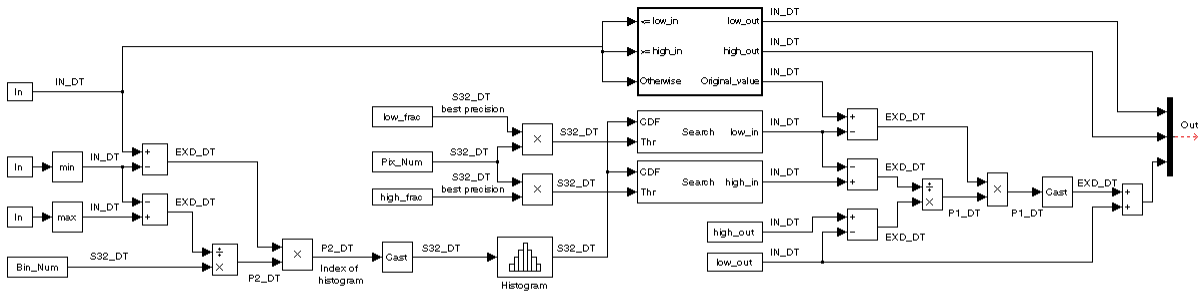 IN_DT
<= low_in low_out
IN_DT
>= high_in high_out
IN_DT
Otherwise Original_value
In
IN_DT
S32_DT
best precision
low_frac
S32_DT
CDF
Thr
Search
low_in
IN_DT
+
−
EXD_DT
Out
In
min
IN_DT
+
−
EXD_DT
Pix_Num
S32_DT
×
S32_DT
best precision
high_frac
×
S32_DT
CDF
Thr
Search
high_in
IN_DT
−
+
EXD_DT
÷
×
P1_DT
×
P1_DT
Cast
EXD_DT
+
+
In
max
IN_DT
−
+
EXD_DT
high_out
IN_DT
+
−
EXD_DT
Bin_Num
S32_DT
÷
×
P2_DT
×
P2_DT
Index of
histogram
Cast
S32_DT
Histogram
S32_DT
low_out
IN_DT